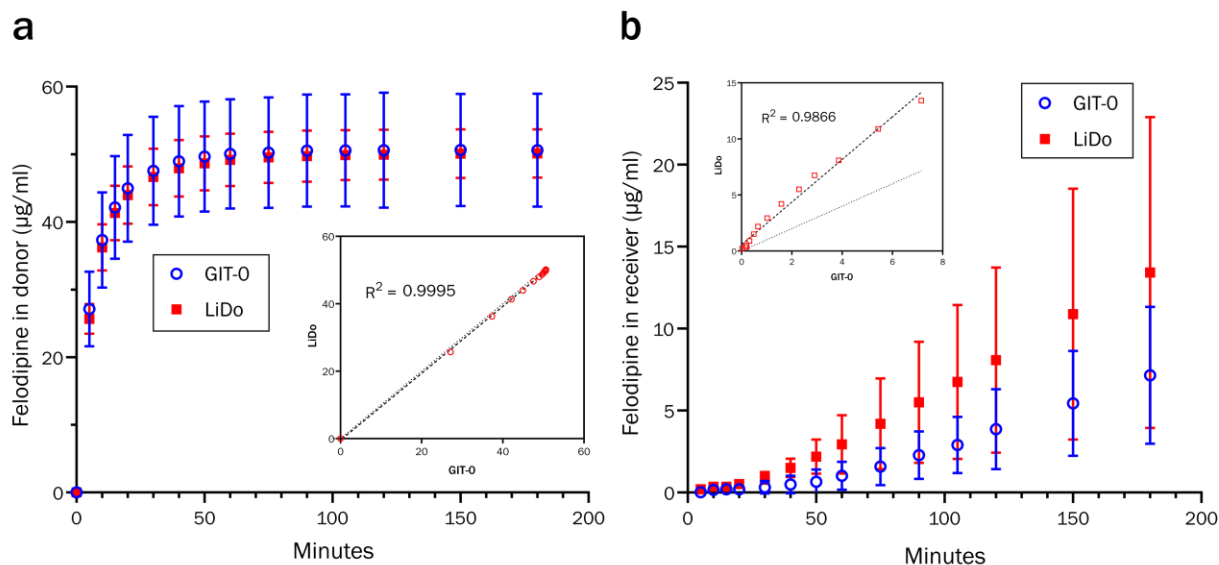 a
Felodipine in donor (µg/ml)
60
40
20
0
0
50
100
150
200
Minutes
GIT-0
LiDo
R² = 0.9995
LiDo
60
40
20
0
0
20
40
60
GIT-0
b
Felodipine in receiver (µg/ml)
25
20
15
10
5
0
0
50
100
150
200
Minutes
GIT-0
LiDo
R² = 0.9866
LiDo
15
10
5
0
0
2
4
6
8
GIT-0